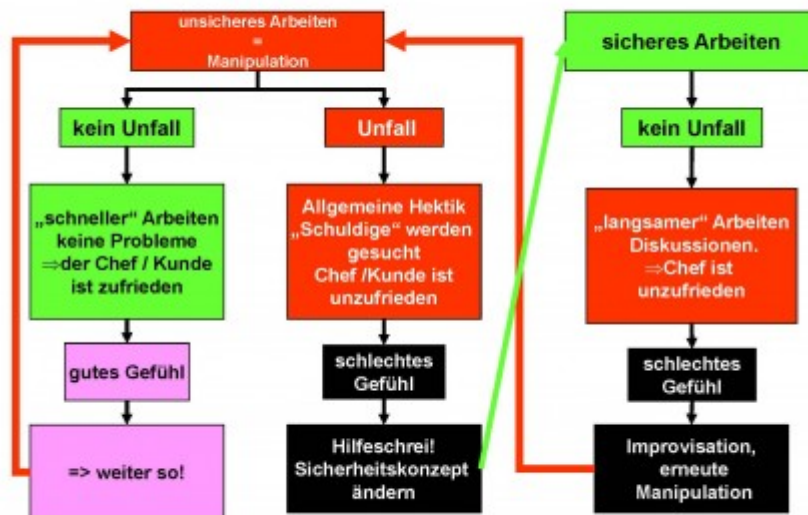 unsicheres Arbeiten
=
Manipulation
kein Unfall
„schneller“ Arbeiten
keine Probleme
⇒der Chef / Kunde
ist zufrieden
gutes Gefühl
=> weiter so!
Unfall
Allgemeine Hektik
„Schuldige“ werden
gesucht
Chef /Kunde ist
unzufrieden
schlechtes
Gefühl
Hilfeschrei!
Sicherheitskonzept
ändern
sicheres Arbeiten
kein Unfall
„langsamer“ Arbeiten
Diskussionen.
⇒Chef ist
unzufrieden
schlechtes
Gefühl
Improvisation,
erneute
Manipulation